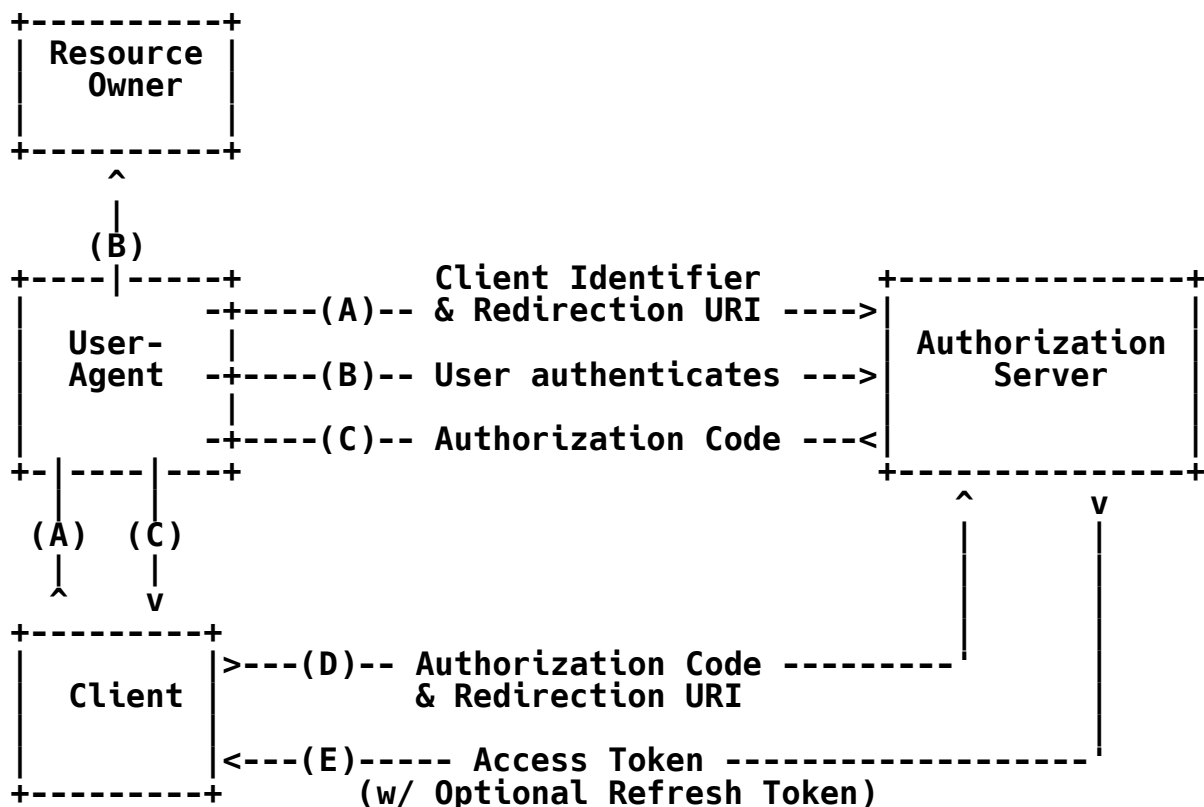 +----------+
| Resource |
|   Owner  |
|          |
+----------+
     ^
     |
    (B)
+----|-----+          Client Identifier      +---------------+
|         -+----(A)-- & Redirection URI ---->|               |
|  User-   |                                 | Authorization |
|  Agent  -+----(B)-- User authenticates --->|     Server    |
|          |                                 |               |
|         -+----(C)-- Authorization Code ---<|               |
+-|----|---+                                 +---------------+
  |    |                                         ^      v
 (A)  (C)                                        |      |
  |    |                                         |      |
  ^    v                                         |      |
+---------+                                      |      |
|         |>---(D)-- Authorization Code ---------'      |
|  Client |          & Redirection URI                  |
|         |                                             |
|         |<---(E)----- Access Token -------------------'
+---------+       (w/ Optional Refresh Token)